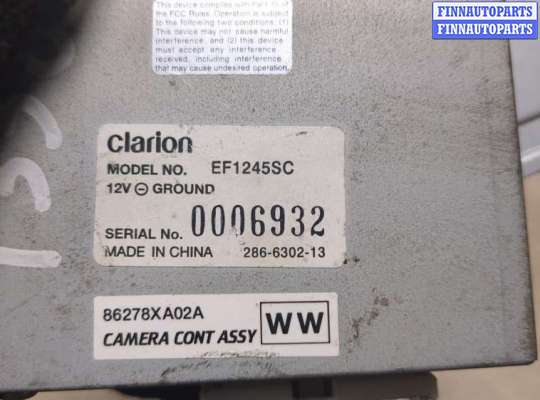 This device complies with Part 15 of
the FCC Rules. Operation is subject
to the following two conditions: (1)
This device may not cause harmful
interference, and (2) this device
must accept any interference
received, including interference
that may cause undesired operation.
FINNAUTOPARTS
FINNAUTOPARTS
clarion
MODEL NO. EF1245SC
12V ⊖ GROUND
SERIAL No. 0006932
MADE IN CHINA 286-6302-13
86278XA02A
CAMERA CONT ASSY WW